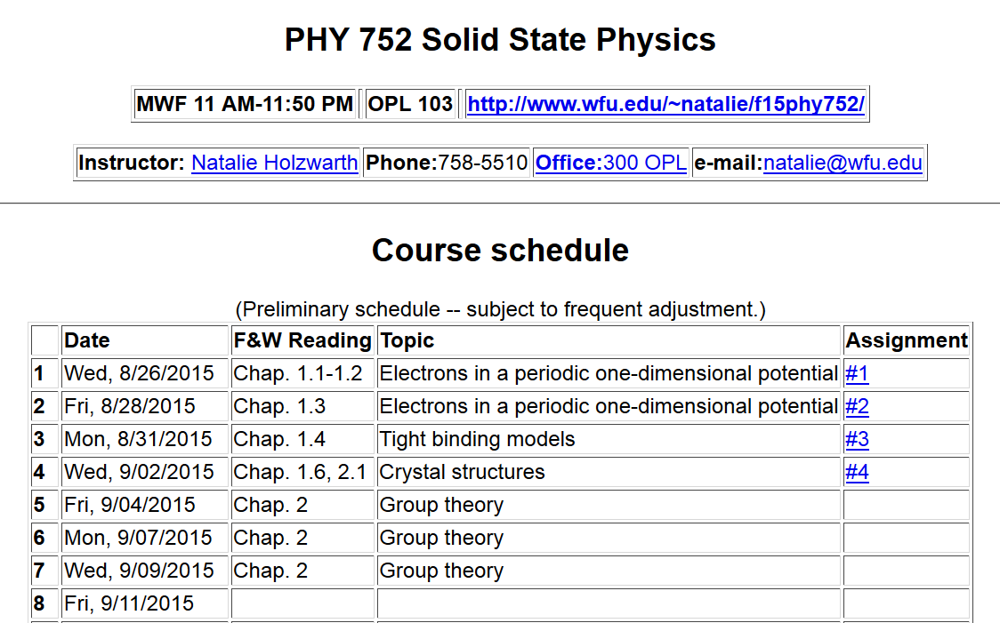 PHY 752 Solid State Physics
MWF 11 AM-11:50 PM OPL 103 http://www.wfu.edu/~natalie/f15phy752/
Instructor: Natalie Holzwarth Phone:758-5510 Office:300 OPL e-mail:natalie@wfu.edu
Course schedule
(Preliminary schedule -- subject to frequent adjustment.)
Date F&W Reading Topic Assignment
1 Wed, 8/26/2015 Chap. 1.1-1.2 Electrons in a periodic one-dimensional potential #1
2 Fri, 8/28/2015 Chap. 1.3 Electrons in a periodic one-dimensional potential #2
3 Mon, 8/31/2015 Chap. 1.4 Tight binding models #3
4 Wed, 9/02/2015 Chap. 1.6, 2.1 Crystal structures #4
5 Fri, 9/04/2015 Chap. 2 Group theory
6 Mon, 9/07/2015 Chap. 2 Group theory
7 Wed, 9/09/2015 Chap. 2 Group theory
8 Fri, 9/11/2015